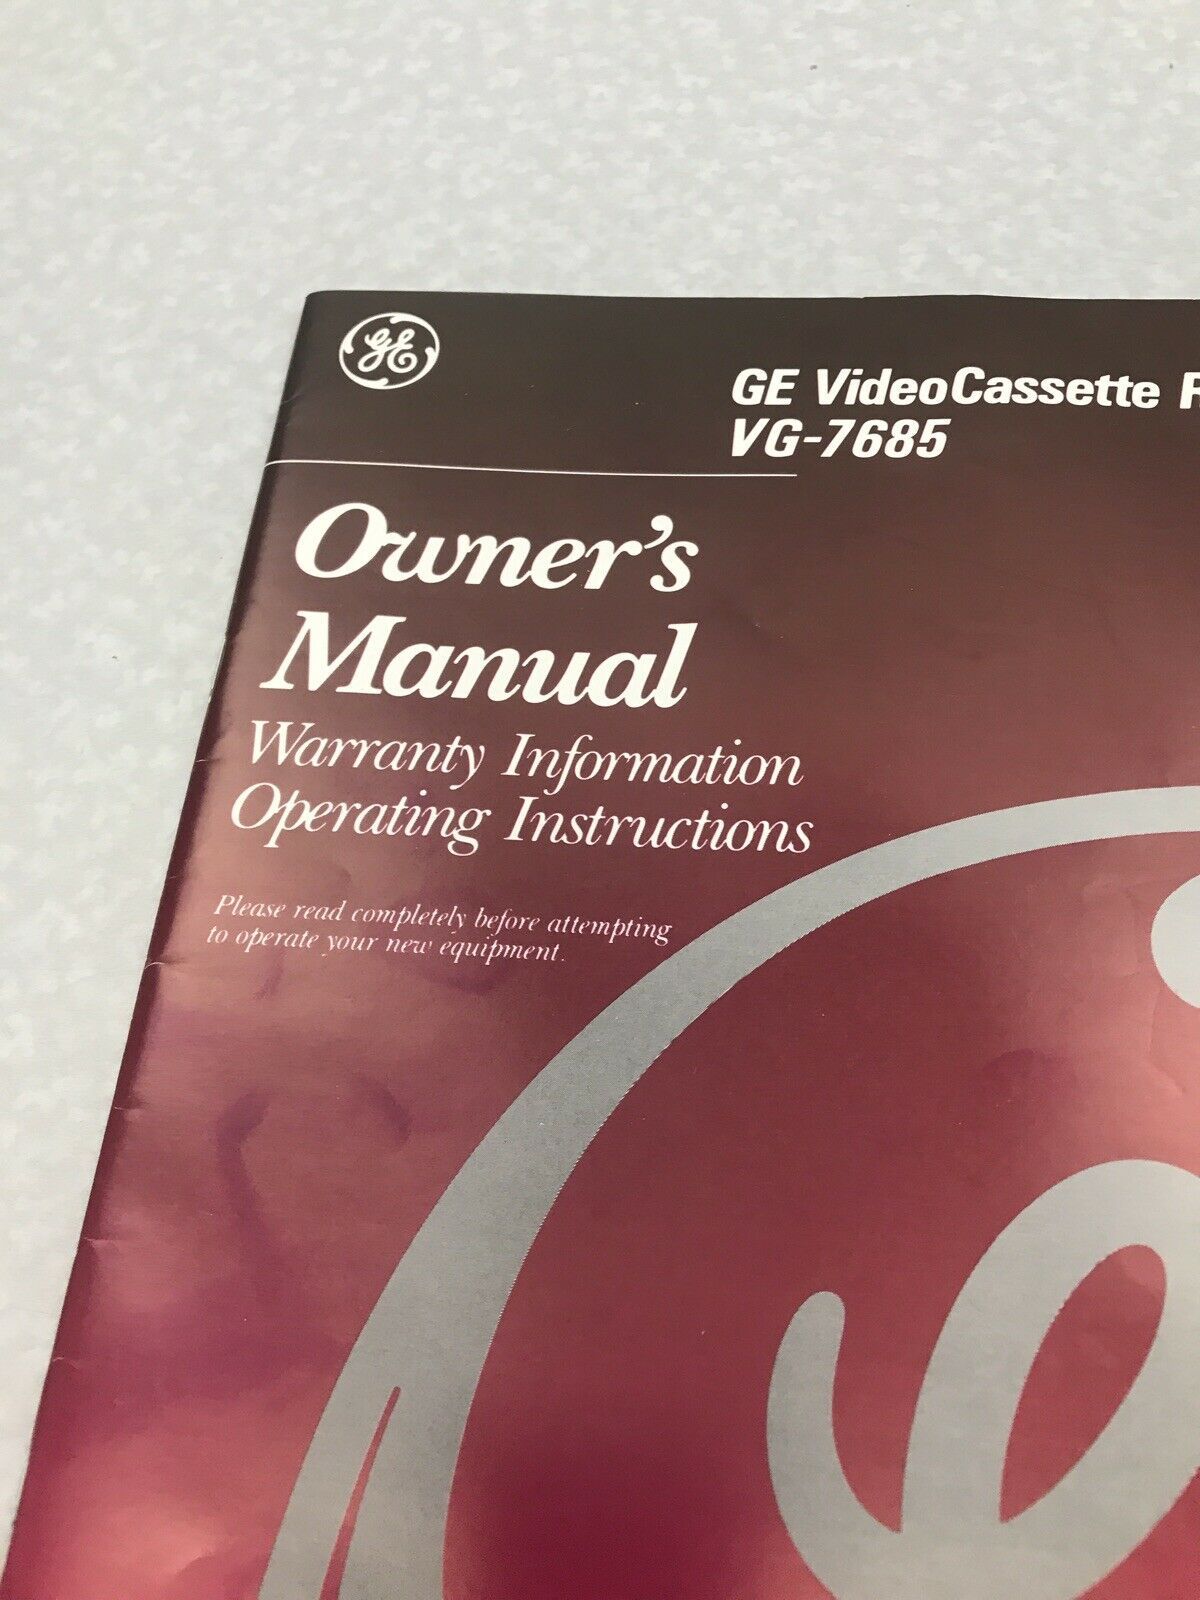 GE
GE VideoCassette R
VG-7685
Owner's
Manual
Warranty Information
Operating Instructions
Please read completely before attempting
to operate your new equipment.